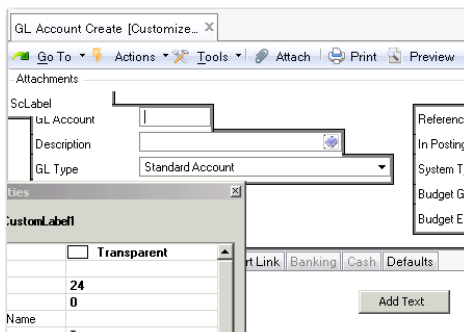 GL Account Create [Customize... X
Go To Actions Tools Attach Print Preview
Attachments
ScLabel
GL Account
Description
GL Type Standard Account
Referenc
In Posting
System T
Budget G
Budget E
ties x
CustomLabel1
Transparent
24
0
Name
rt Link Banking Cash Defaults
Add Text